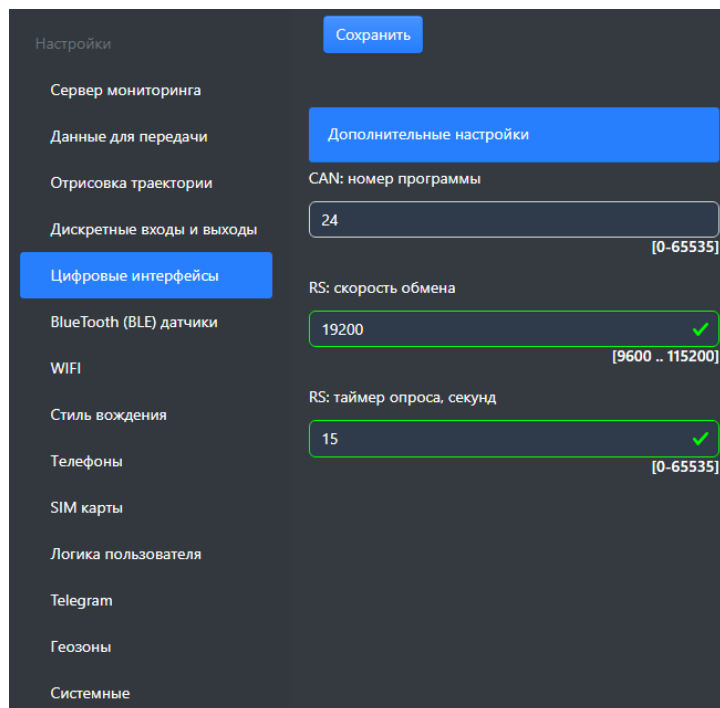 Настройки
Сервер мониторинга
Данные для передачи
Отрисовка траектории
Дискретные входы и выходы
Цифровые интерфейсы
BlueTooth (BLE) датчики
WIFI
Стиль вождения
Телефоны
SIM карты
Логика пользователя
Telegram
Геозоны
Системные
Сохранить
Дополнительные настройки
CAN: номер программы
24
[0-65535]
RS: скорость обмена
19200
[9600 .. 115200]
RS: таймер опроса, секунд
15
[0-65535]